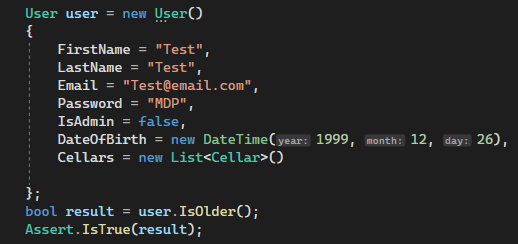 User user = new User()
{
FirstName = "Test",
LastName = "Test",
Email = "Test@email.com",
Password = "MDP",
IsAdmin = false,
DateOfBirth = new DateTime(year: 1999, month: 12, day: 26),
Cellars = new List<Cellar>()
};
bool result = user.IsOlder();
Assert.IsTrue(result);